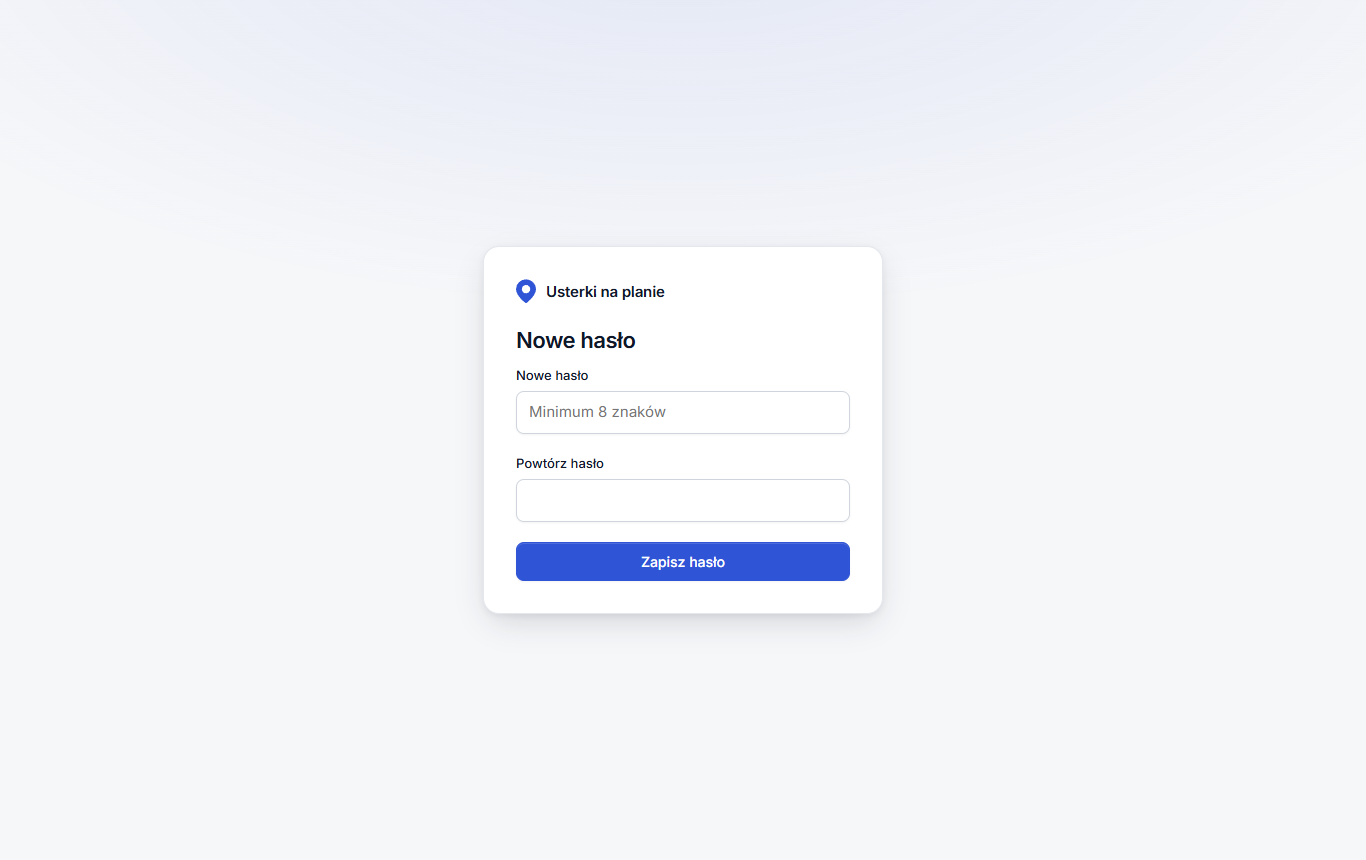 Usterki na planie
Nowe hasło
Nowe hasło
Minimum 8 znaków
Powtórz hasło
Zapisz hasło